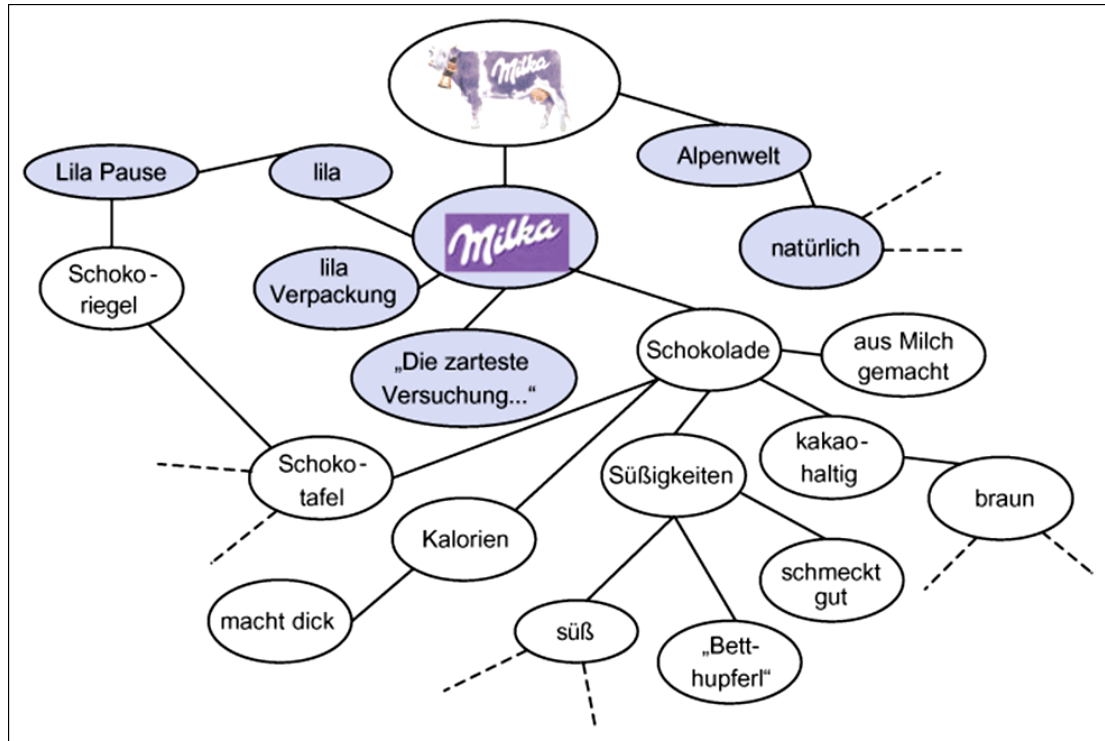 Milka
Alpenwelt
Lila Pause
lila
Milka
natürlich
Schoko-
riegel
lila
Verpackung
„Die zarteste
Versuchung...“
Schokolade
aus Milch
gemacht
Schoko-
tafel
Süßigkeiten
kakao-
haltig
braun
Kalorien
schmeckt
gut
macht dick
süß
„Bett-
hupferl“